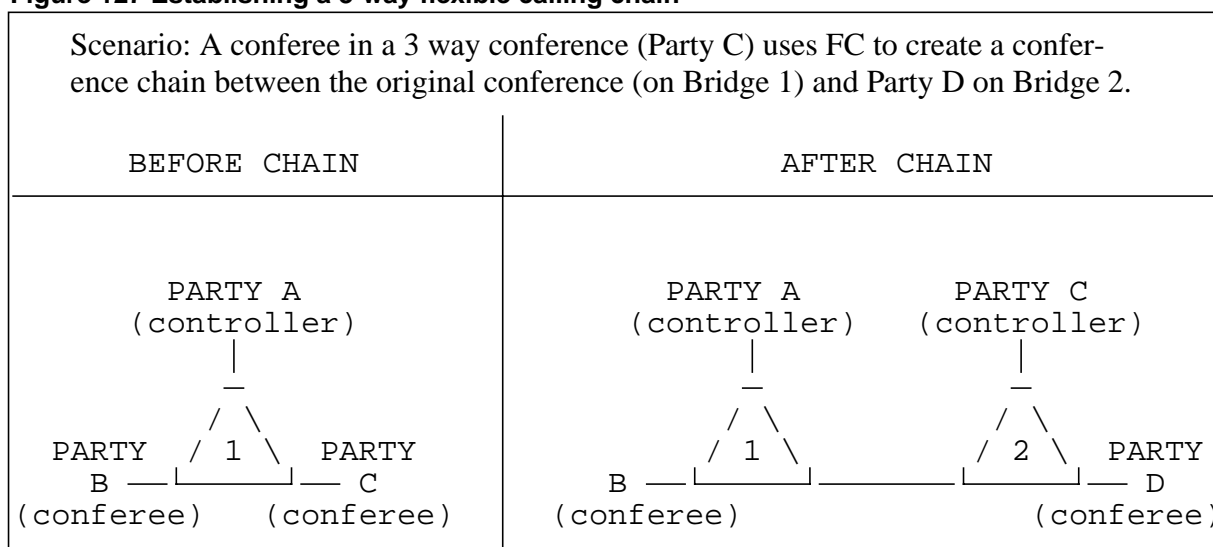 Figure 127 Establishing a 3-way flexible calling chain
Scenario: A conferee in a 3 way conference (Party C) uses FC to create a confer-
ence chain between the original conference (on Bridge 1) and Party D on Bridge 2.
BEFORE CHAIN AFTER CHAIN
PARTY A PARTY A PARTY C
(controller) (controller) (controller)
PARTY 1 PARTY 1 2 PARTY
B C B D
(conferee) (conferee) (conferee) (conferee)